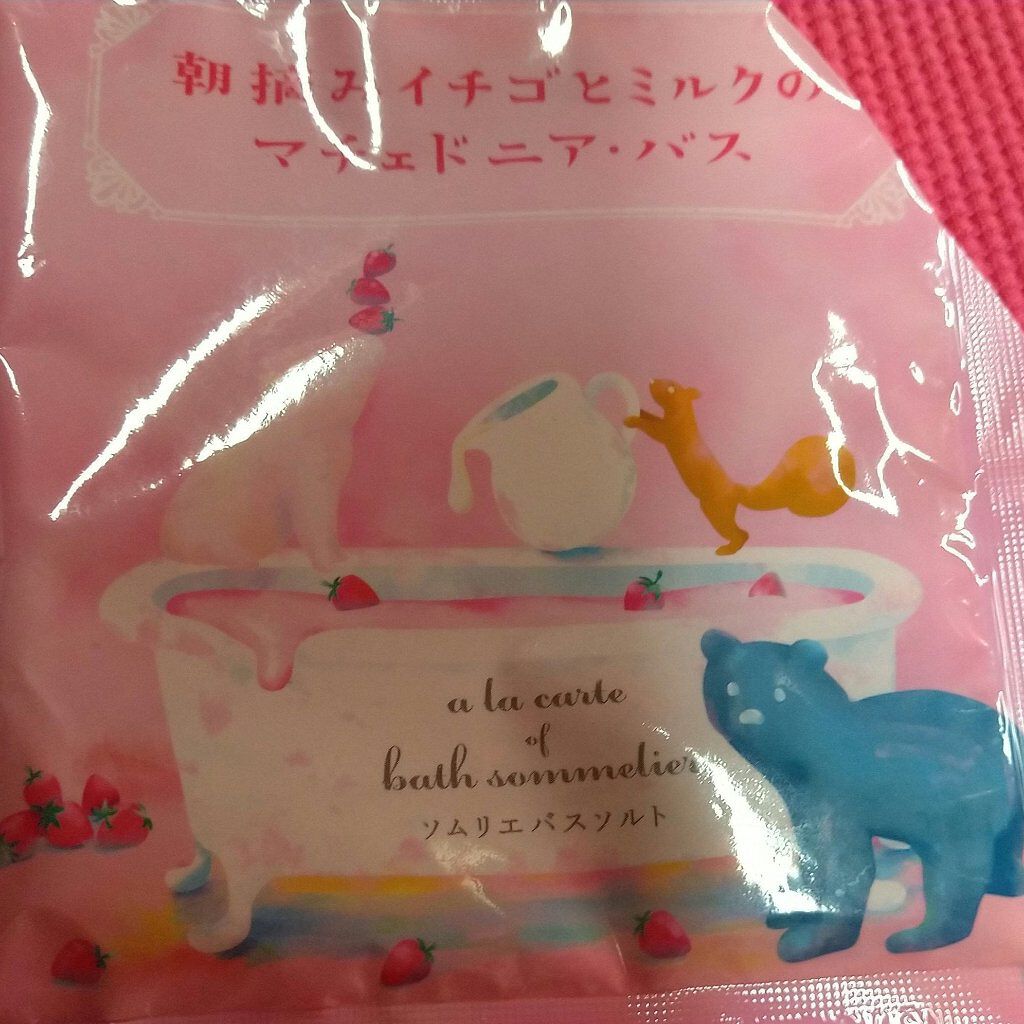 朝摘みイチゴとミルクの
マチェドニア・バス
a la carte
of
bath sommelier
ソムリエバスソルト